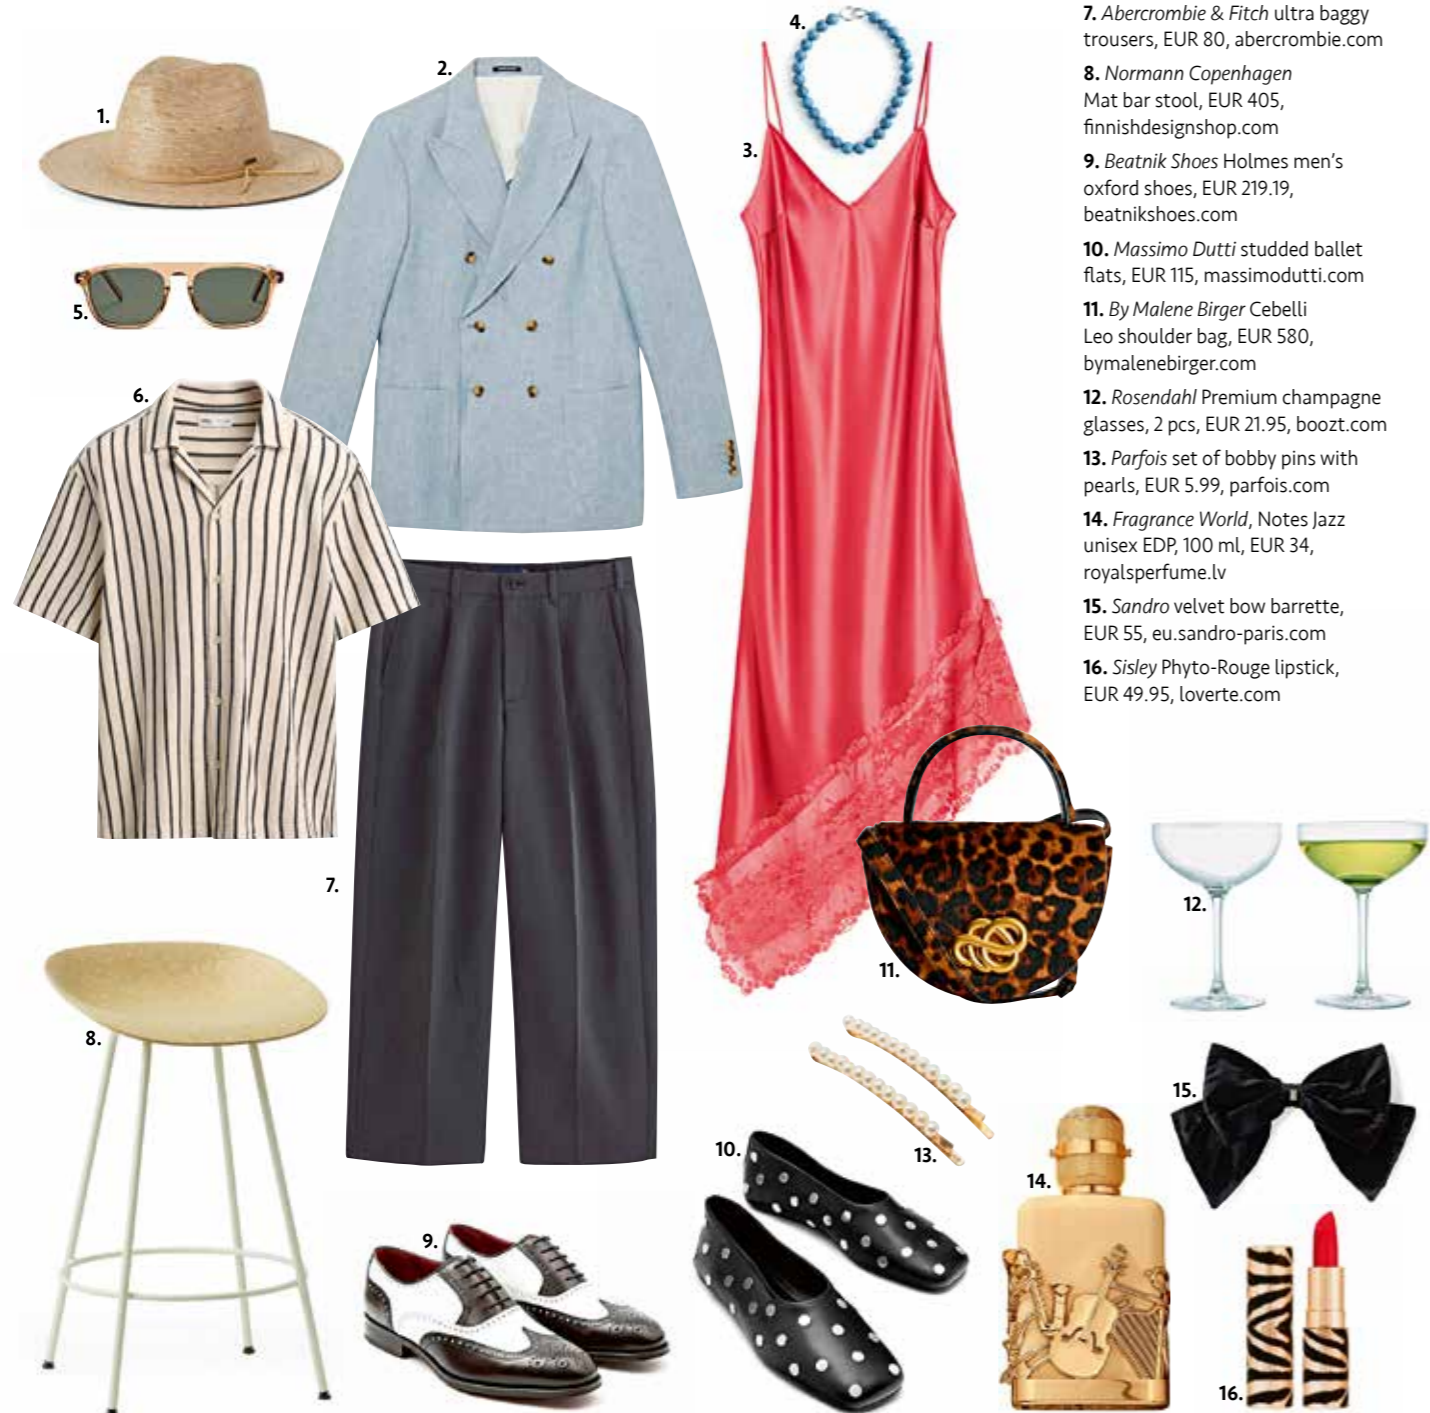 7. Abercrombie & Fitch ultra baggy
trousers, EUR 80, abercrombie.com
8. Normann Copenhagen
Mat bar stool, EUR 405,
finnishdesignshop.com
9. Beatnik Shoes Holmes men’s
oxford shoes, EUR 219.19,
beatnikshoes.com
10. Massimo Dutti studded ballet
flats, EUR 115, massimodutti.com
11. By Malene Birger Cebelli
Leo shoulder bag, EUR 580,
bymalenebirger.com
12. Rosendahl Premium champagne
glasses, 2 pcs, EUR 21.95, boozt.com
13. Parfois set of bobby pins with
pearls, EUR 5.99, parfois.com
14. Fragrance World, Notes Jazz
unisex EDP, 100 ml, EUR 34,
royalsperfume.lv
15. Sandro velvet bow barrette,
EUR 55, eu.sandro-paris.com
16. Sisley Phyto-Rouge lipstick,
EUR 49.95, loverte.com
1.
2.
3.
4.
5.
6.
7.
8.
9.
10.
11.
12.
13.
14.
15.
16.